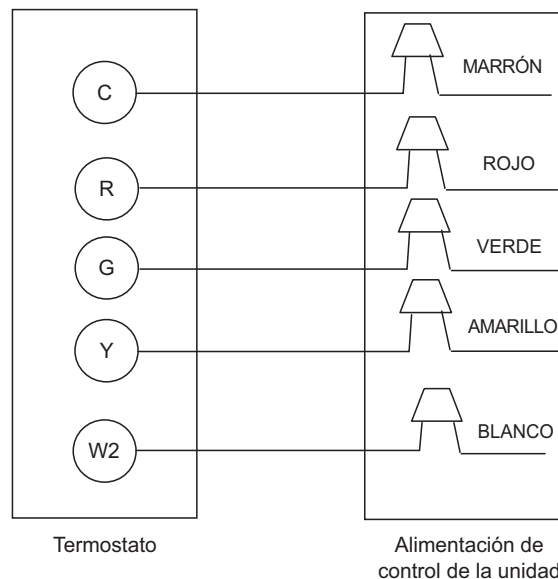 C
MARRÓN
R
ROJO
G
VERDE
Y
AMARILLO
W2
BLANCO
Termostato
Alimentación de
control de la unidad